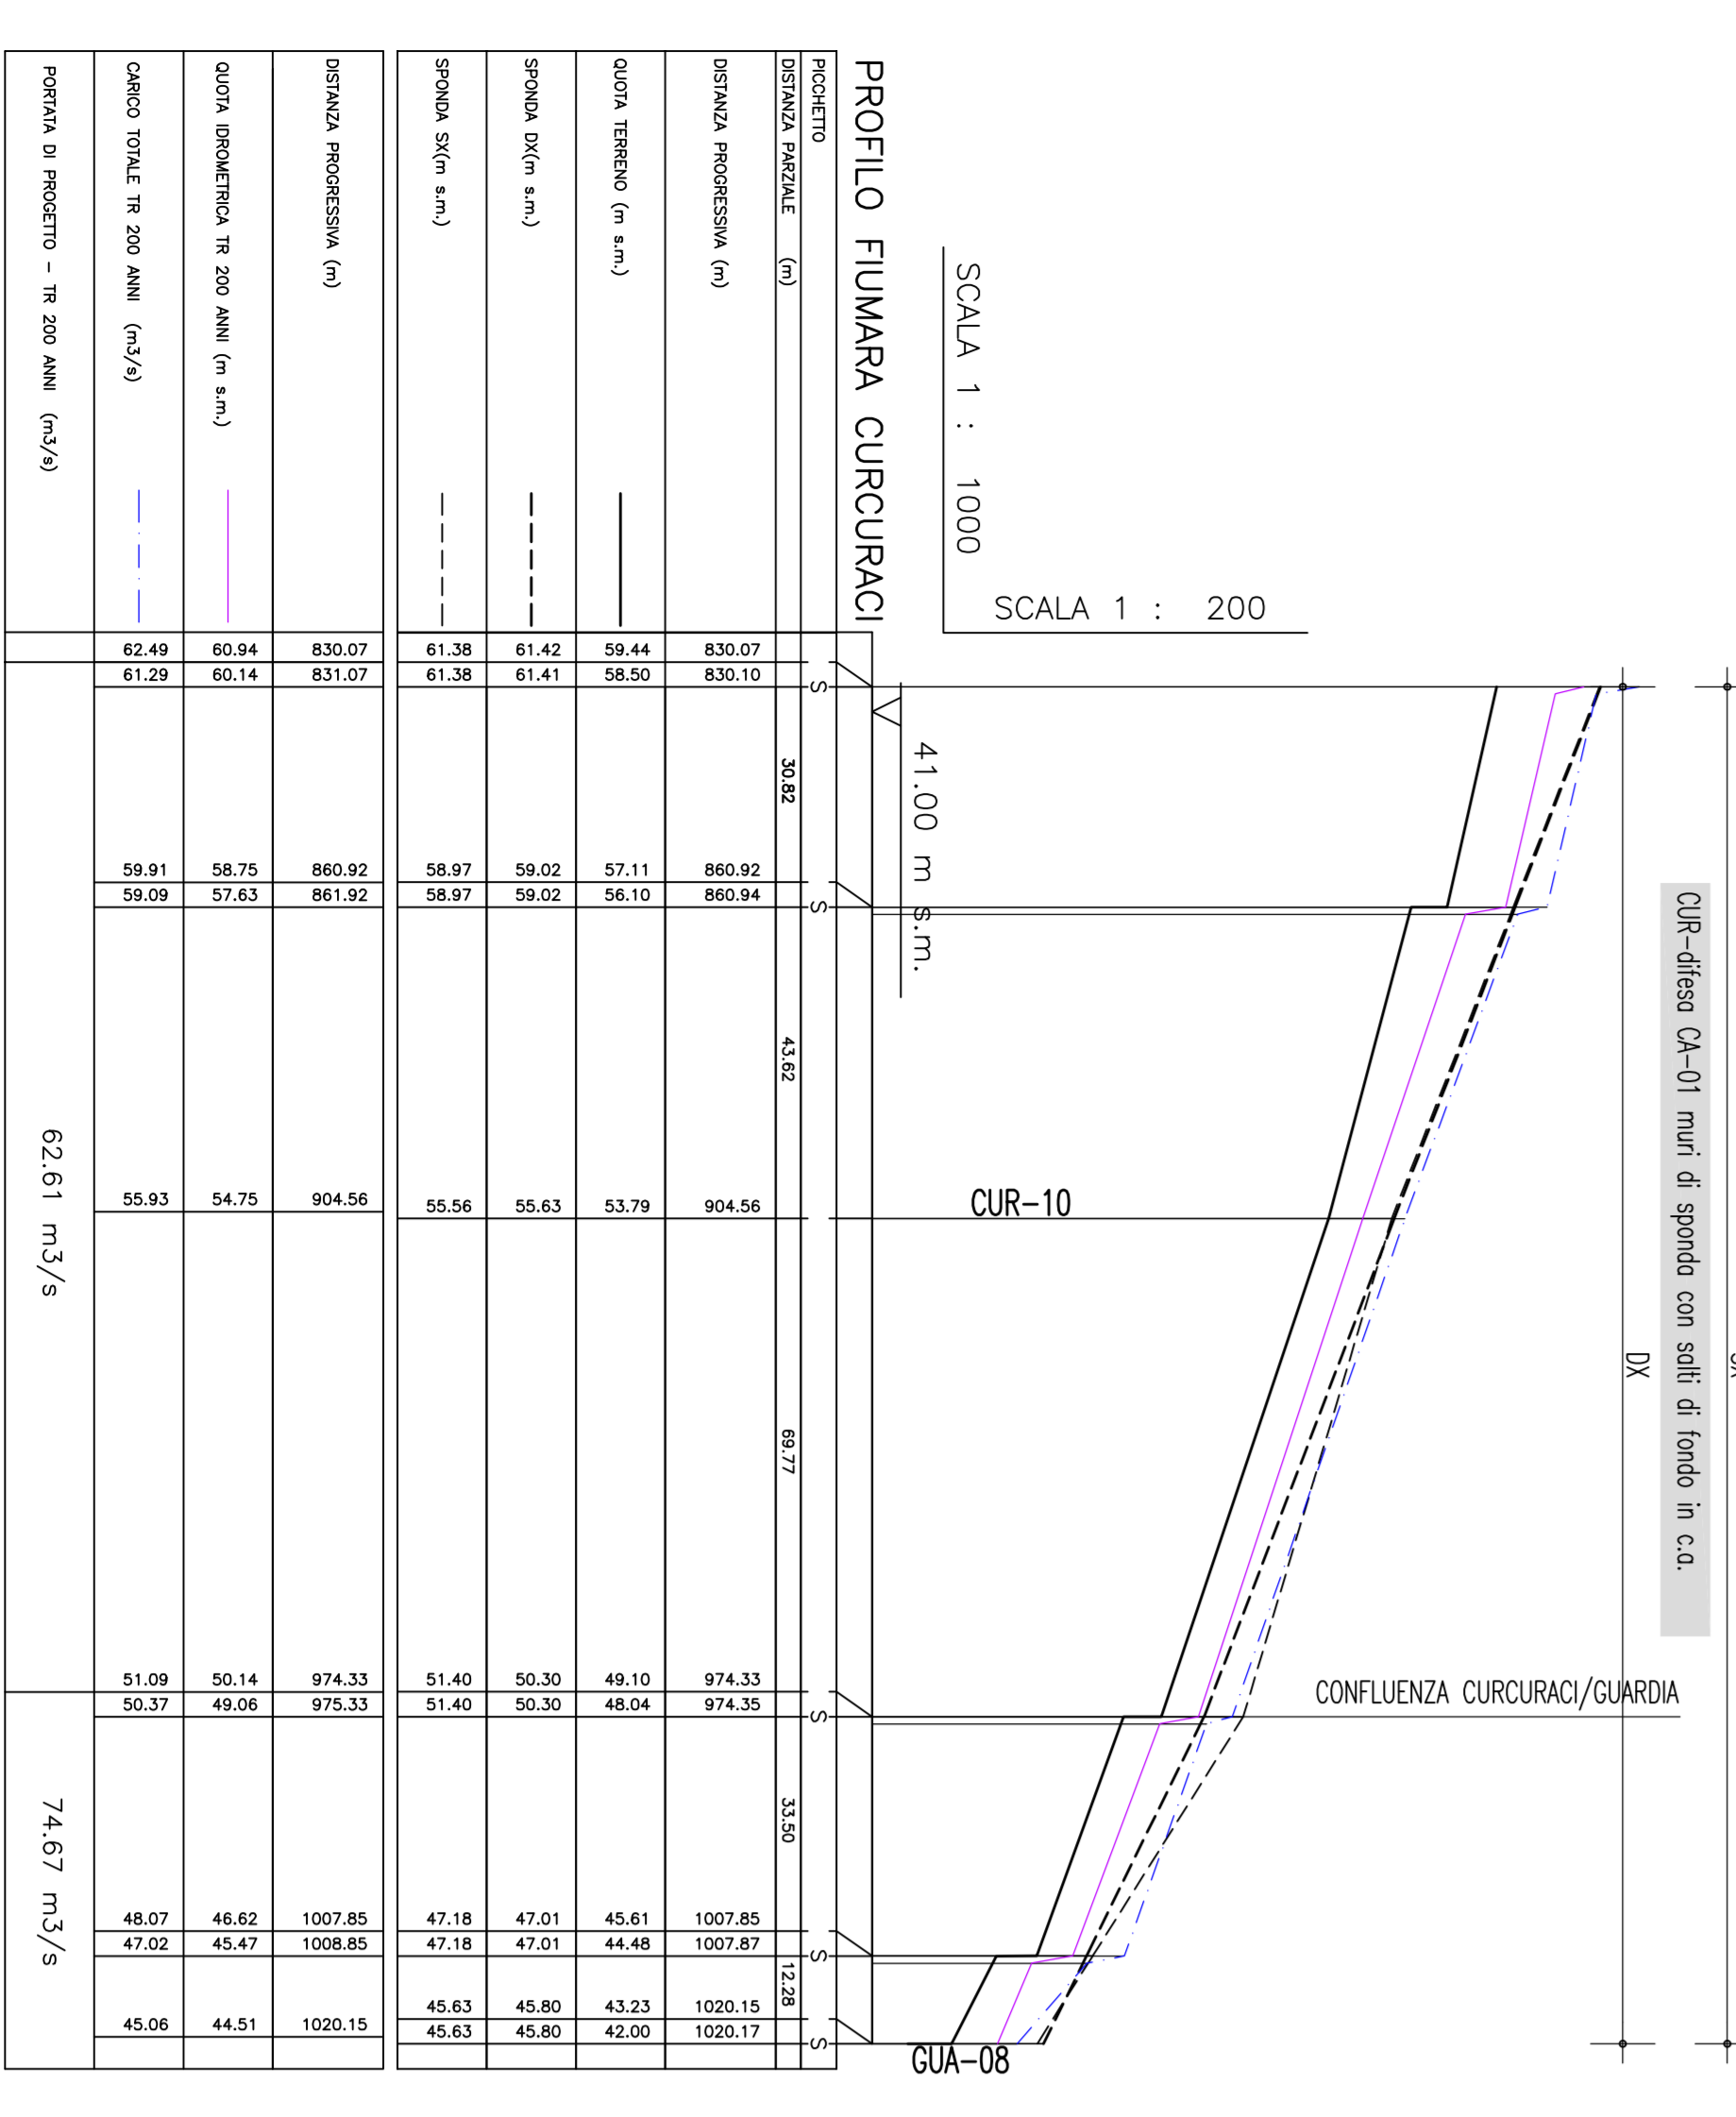 SCALA 1 : 1000
SCALA 1 : 200
PROFILO FIUMARA CURCURACI
41.00 m s.m.
CUR-difesa CA-01 muri di sponda con salti di fondo in c.a.
DX
CUR-10
CONFLUENZA CURCURACI/GUARDIA
GUA-08
PICCHETTO S S S S S
DISTANZA PARZIALE (m) 30.82 43.62 69.77 33.50 12.28
DISTANZA PROGRESSIVA (m) 830.07 830.10 860.92 860.94 904.56 974.33 974.35 1007.85 1007.87 1020.15 1020.17
QUOTA TERRENO (m s.m.) 59.44 58.50 57.11 56.10 53.79 49.10 48.04 45.61 44.48 43.23 42.00
SPONDA DX(m s.m.) 61.42 61.41 59.02 59.02 55.63 50.30 50.30 47.01 47.01 45.80 45.80
SPONDA SX(m s.m.) 61.38 61.38 58.97 58.97 55.56 51.40 51.40 47.18 47.18 45.63 45.63
DISTANZA PROGRESSIVA (m) 830.07 831.07 860.92 861.92 904.56 974.33 975.33 1007.85 1008.85 1020.15
QUOTA IDROMETRICA TR 200 ANNI (m s.m.) 60.94 60.14 58.75 57.63 54.75 50.14 49.06 46.62 45.47 44.51
CARICO TOTALE TR 200 ANNI (m3/s) 62.49 61.29 59.91 59.09 55.93 51.09 50.37 48.07 47.02 45.06
PORTATA DI PROGETTO - TR 200 ANNI (m3/s) 62.61 m3/s 74.67 m3/s